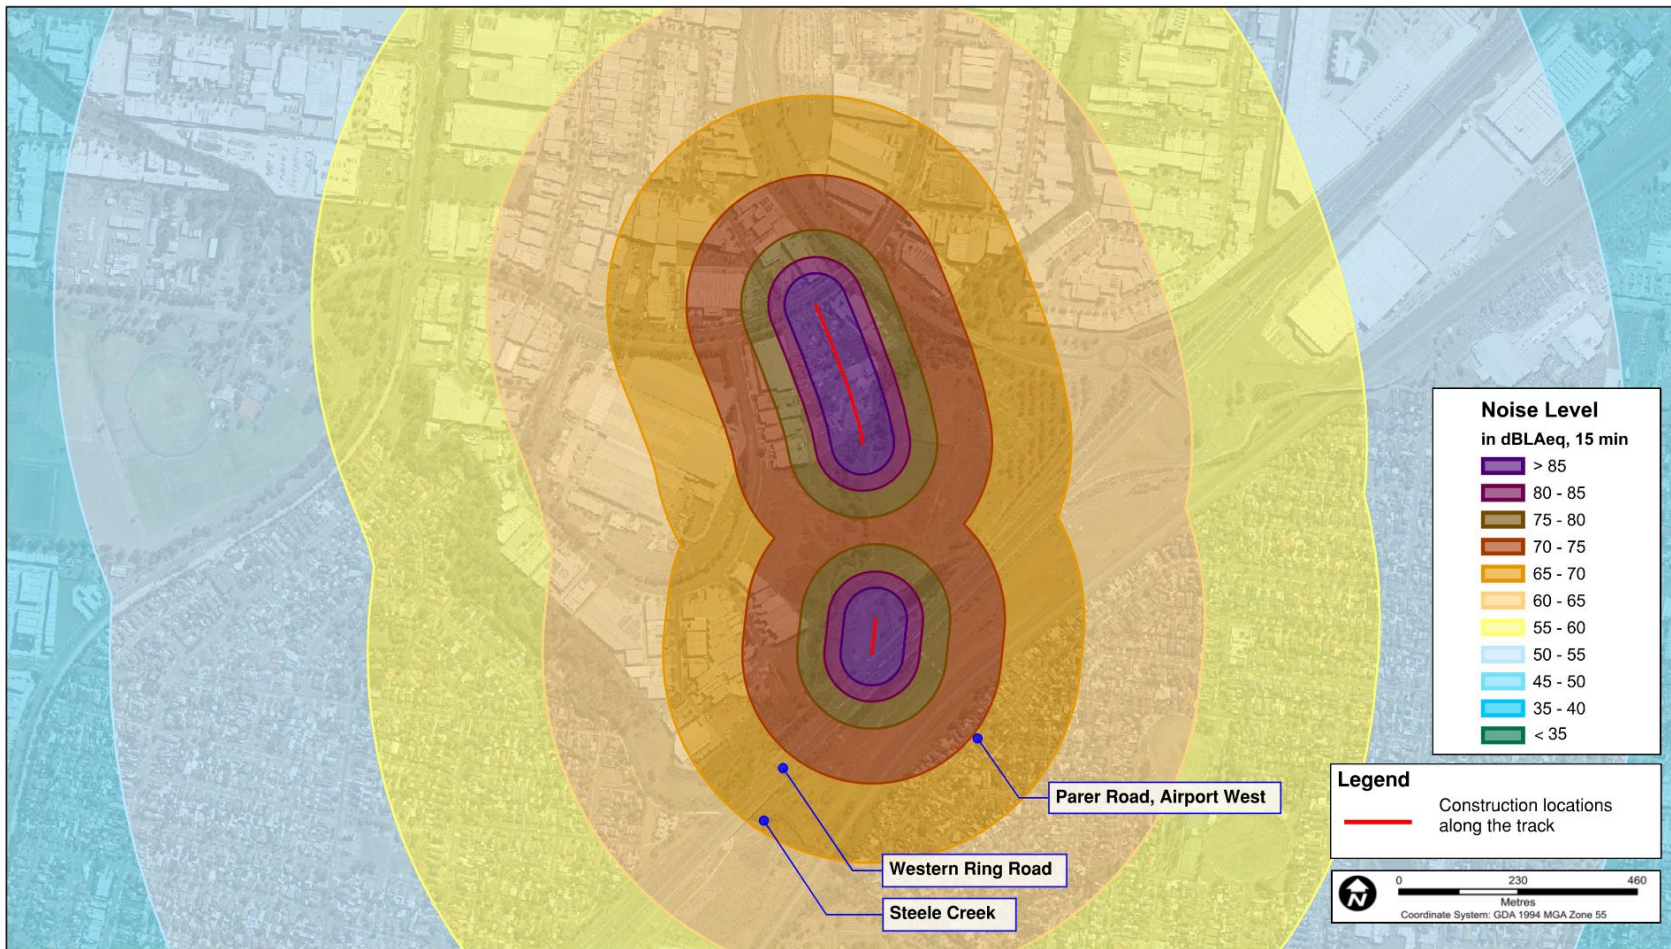 Noise Level
in dBLAeq, 15 min
> 85
80 - 85
75 - 80
70 - 75
65 - 70
60 - 65
55 - 60
50 - 55
45 - 50
35 - 40
< 35
Parer Road, Airport West
Western Ring Road
Steele Creek
Legend
Construction locations
along the track
N
0 230 460
Metres
Coordinate System: GDA 1994 MGA Zone 55